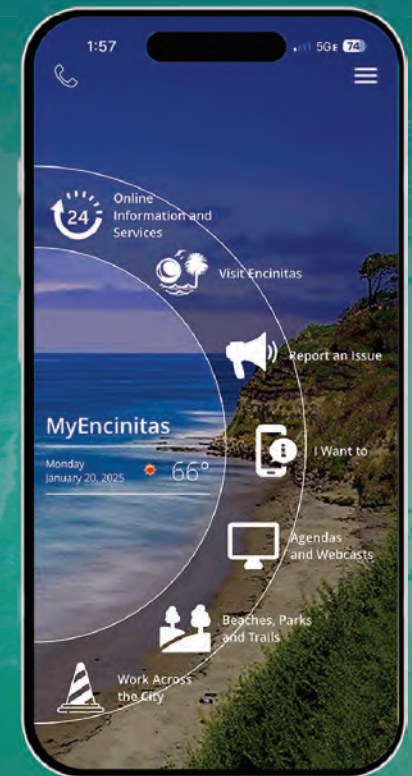 1:57
5GE 74
24
Online
Information and
Services
Visit Encinitas
Report an Issue
I Want to
MyEncinitas
Monday
January 20, 2025
66°
Agendas
and Webcasts
Beaches, Parks
and Trails
Work Across
the City